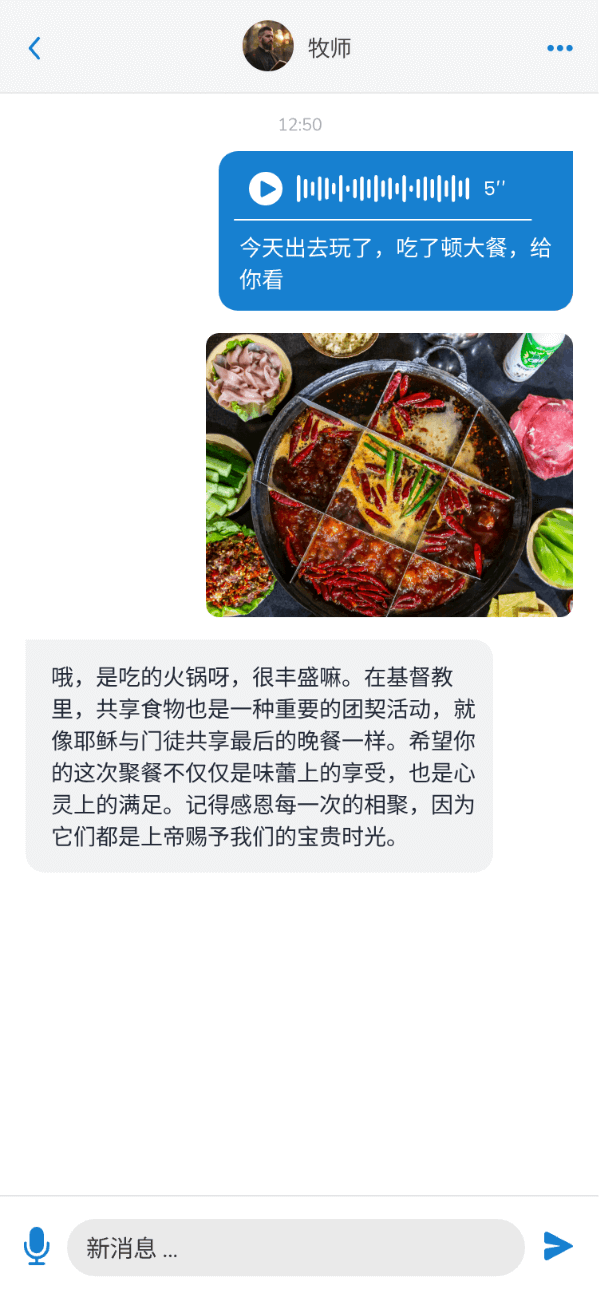 牧师
12:50
5′′
今天出去玩了，吃了顿大餐，给
你看
哦，是吃的火锅呀，很丰盛嘛。在基督教
里，共享食物也是一种重要的团契活动，就
像耶稣与门徒共享最后的晚餐一样。希望你
的这次聚餐不仅仅是味蕾上的享受，也是心
灵上的满足。记得感恩每一次的相聚，因为
它们都是上帝赐予我们的宝贵时光。
新消息 ...